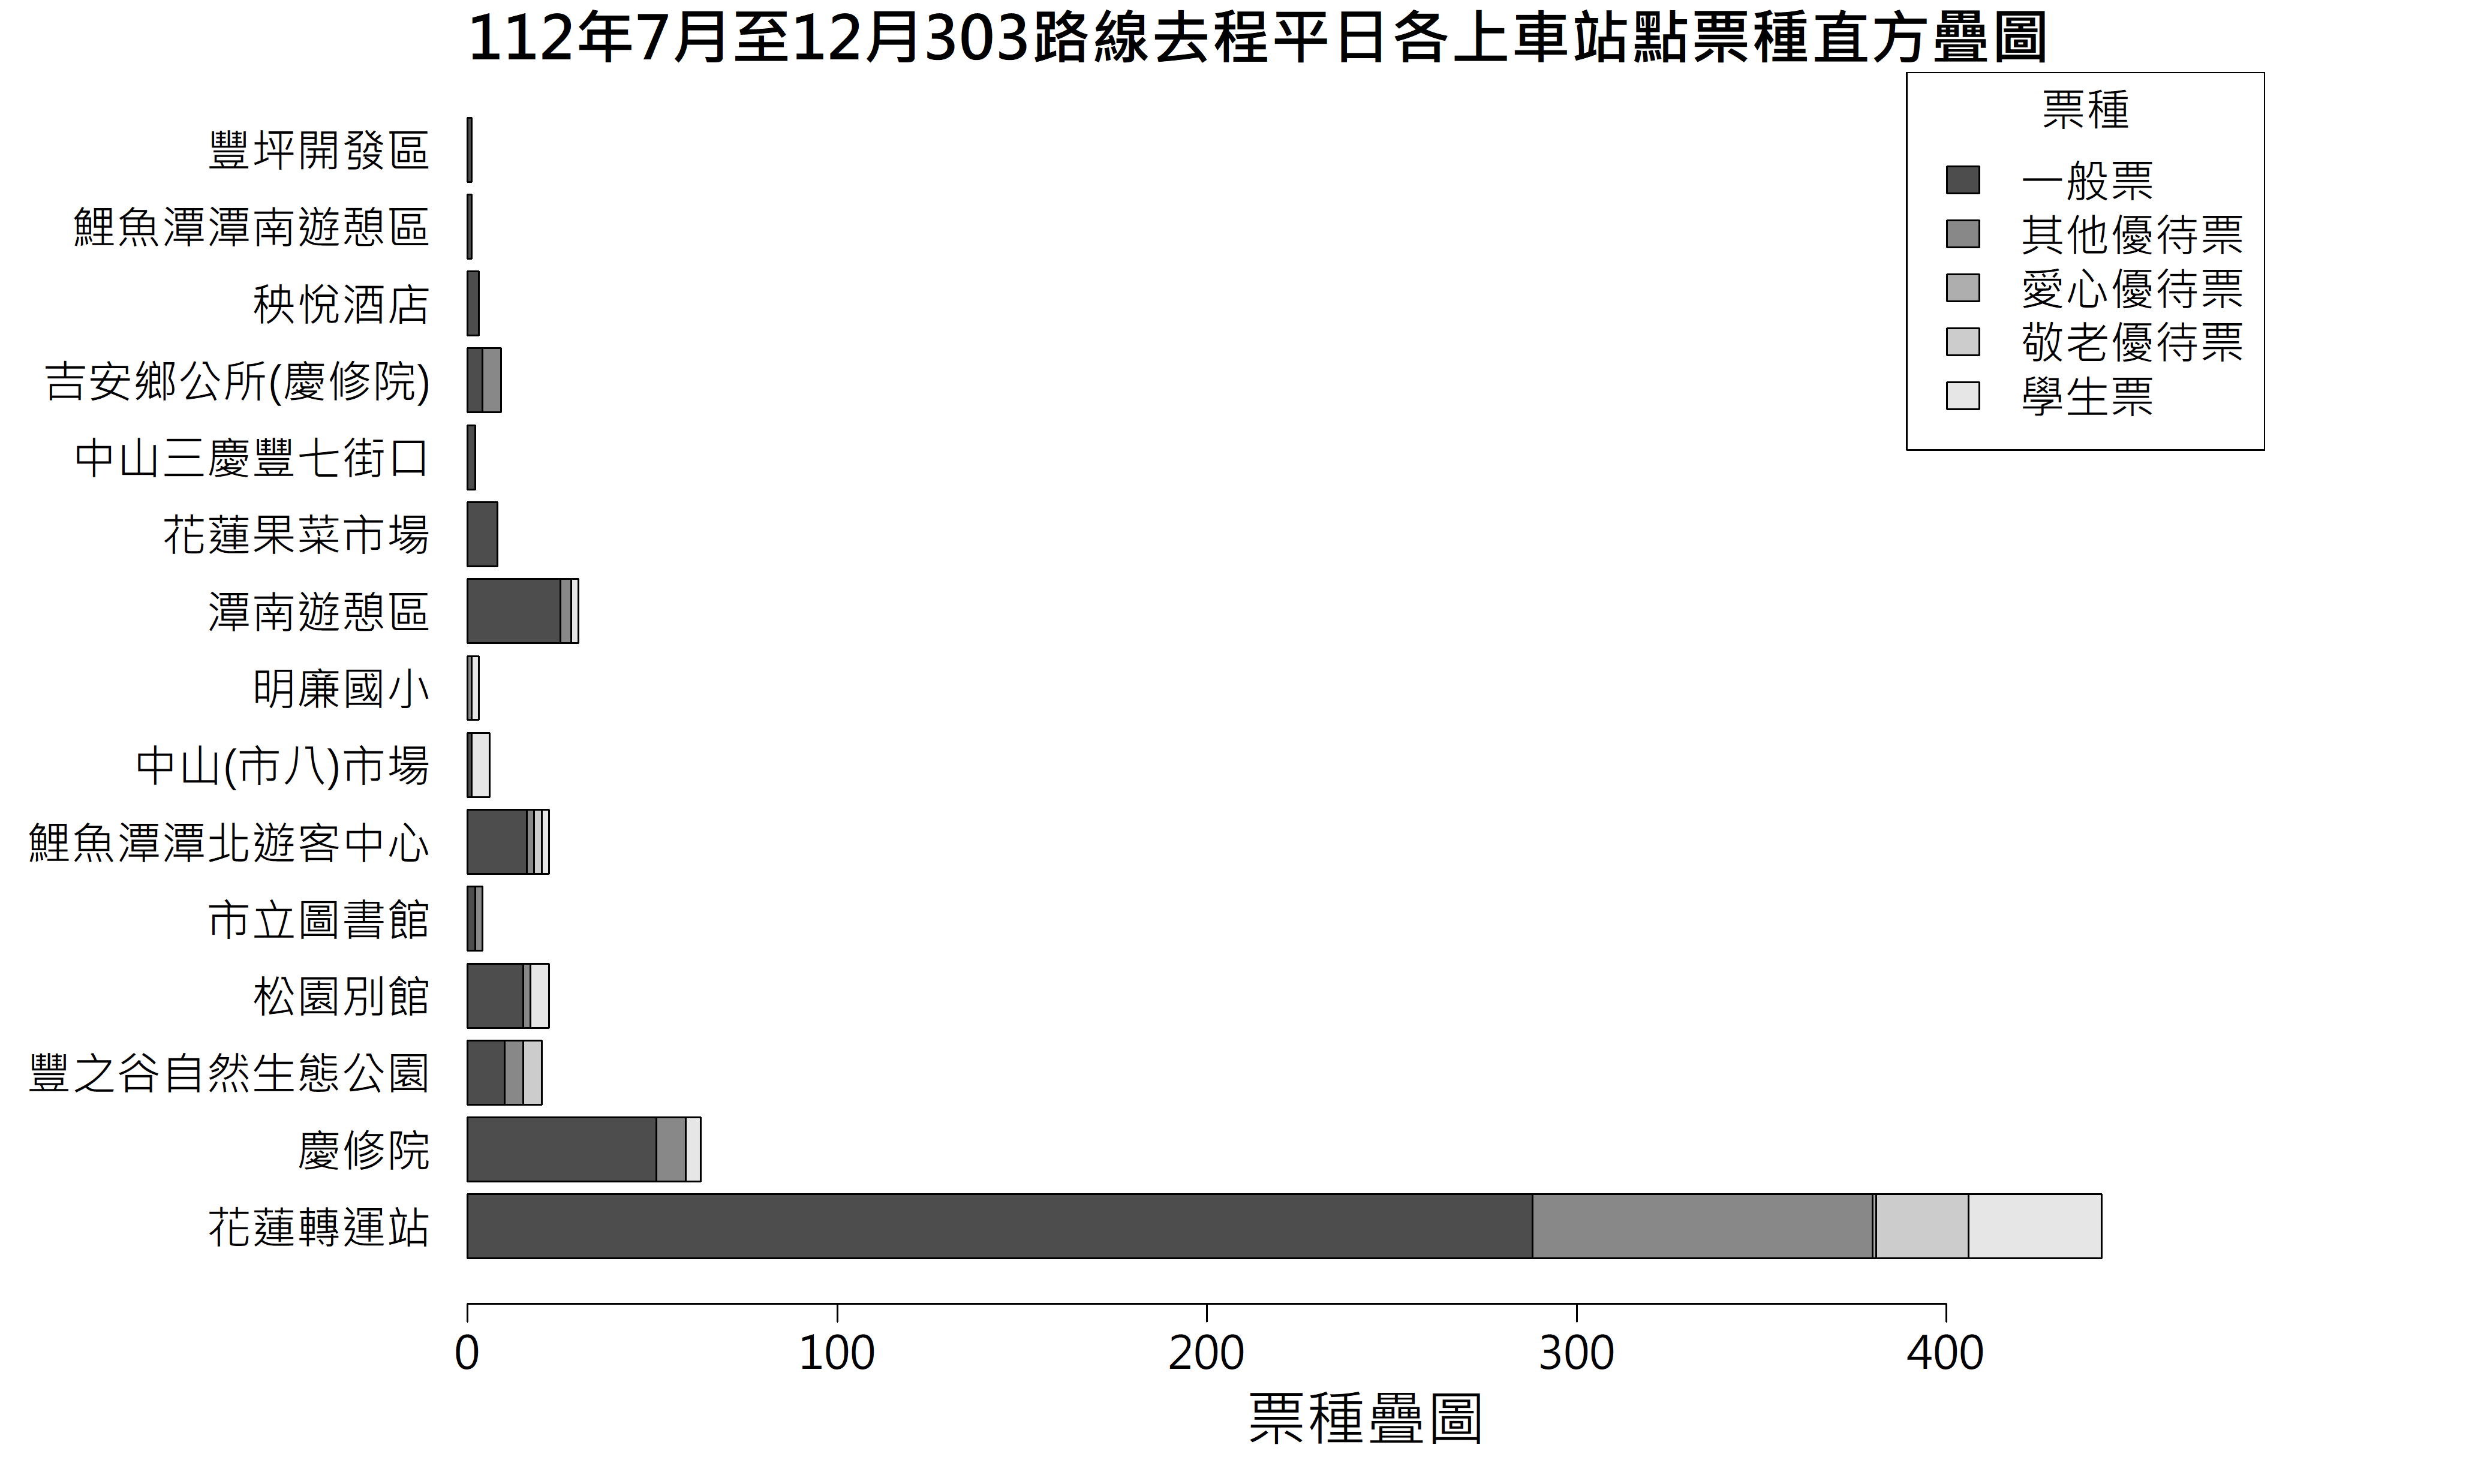 112年7月至12月303路線去程平日各上車站點票種直方疊圖
票種
一般票
其他優待票
愛心優待票
敬老優待票
學生票
豐坪開發區
鯉魚潭潭南遊憩區
秧悅酒店
吉安鄉公所(慶修院)
中山三慶豐七街口
花蓮果菜市場
潭南遊憩區
明廉國小
中山(市八)市場
鯉魚潭潭北遊客中心
市立圖書館
松園別館
豐之谷自然生態公園
慶修院
花蓮轉運站
0 100 200 300 400
票種疊圖